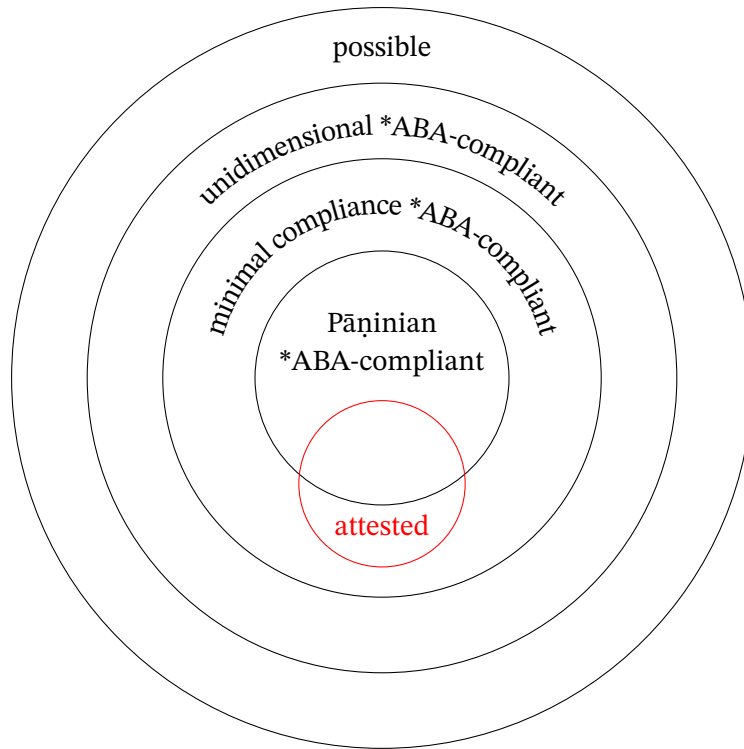 possible
unidimensional *ABA-compliant
minimal compliance *ABA-compliant
Pāṇinian
*ABA-compliant
attested